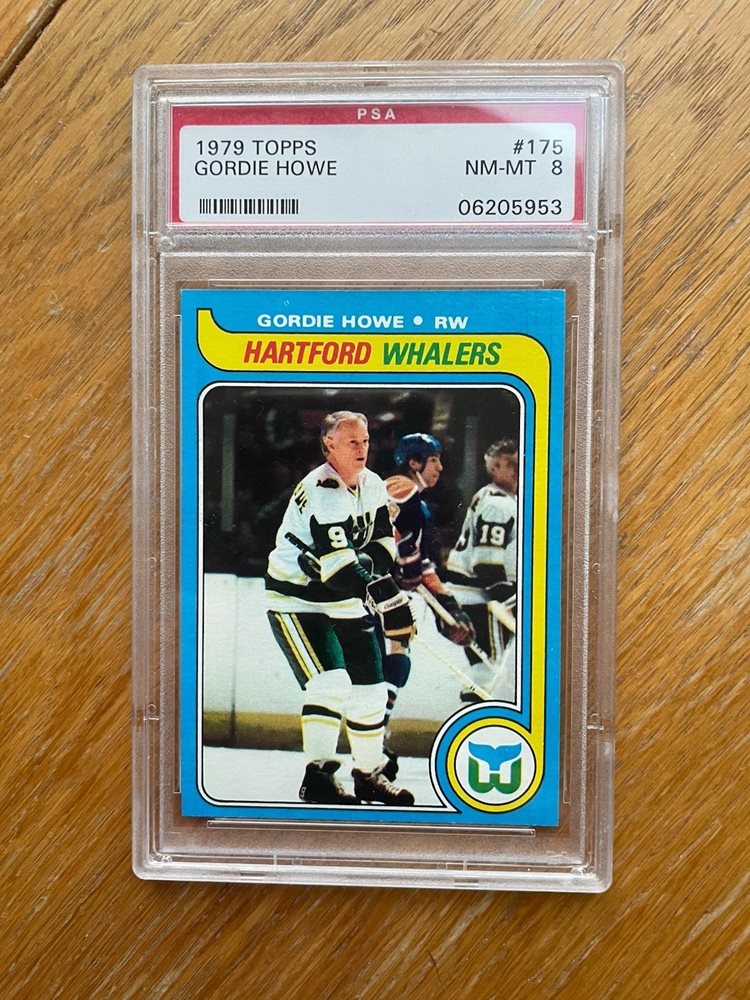 PSA
1979 TOPPS #175
GORDIE HOWE NM-MT 8
06205953
GORDIE HOWE • RW
HARTFORD WHALERS
9
19
W